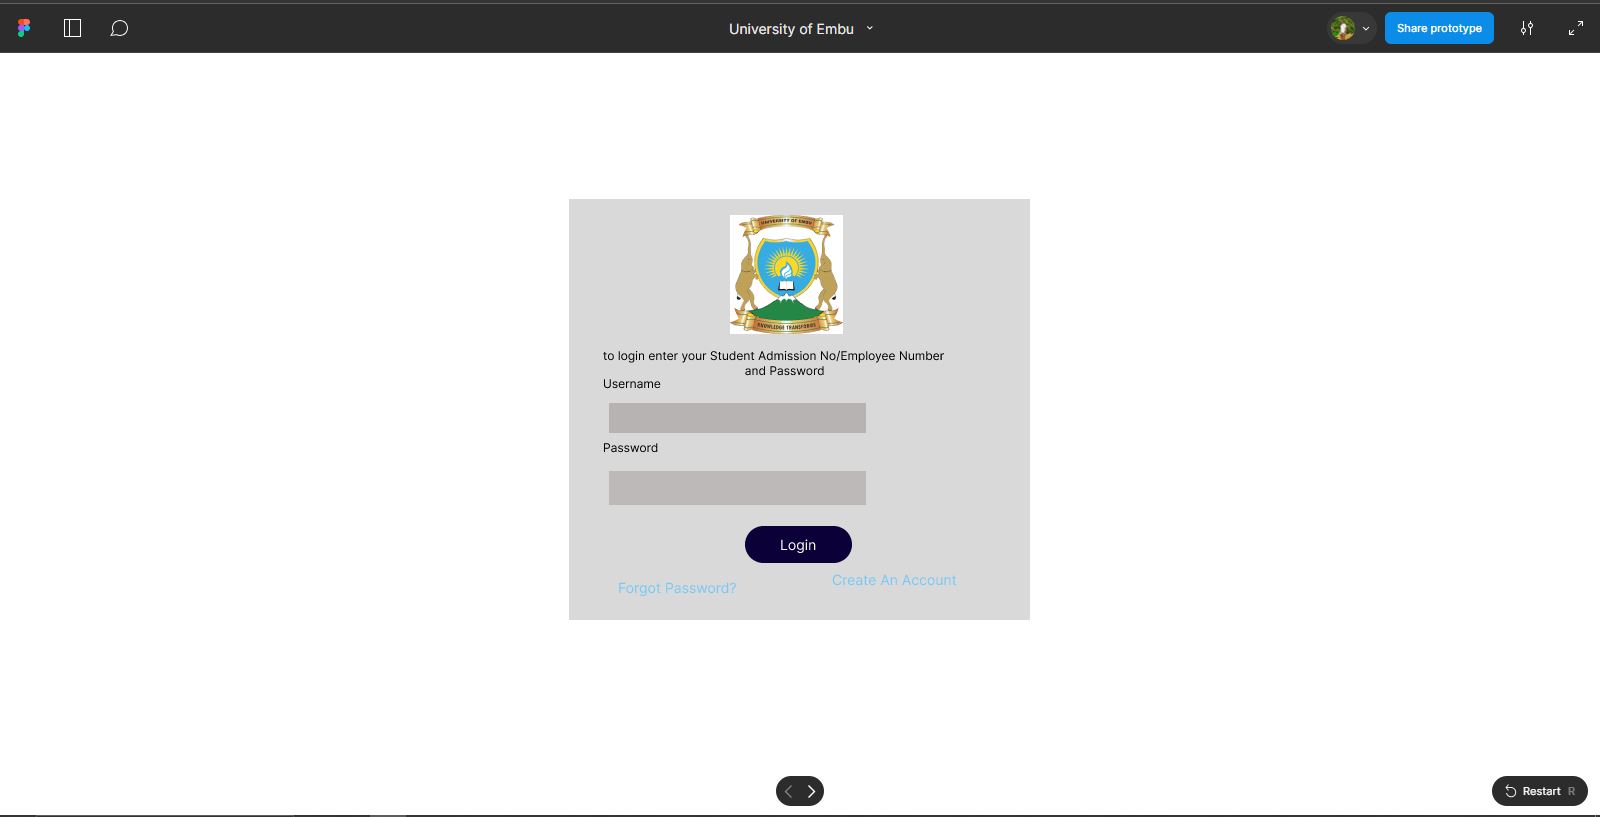 University of Embu
Share prototype
UNIVERSITY OF EMBU
KNOWLEDGE TRANSFORMS
to login enter your Student Admission No/Employee Number
and Password
Username
Password
Login
Create An Account
Forgot Password?
Restart R